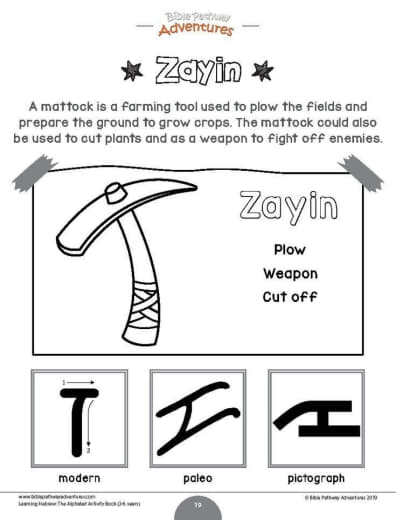 Bible Pathway
Adventures
Zayin
A mattock is a farming tool used to plow the fields and
prepare the ground to grow crops. The mattock could also
be used to cut plants and as a weapon to fight off enemies.
Zayin
Plow
Weapon
Cut off
1
2
modern
paleo
pictograph
www.biblepathwayadventures.com
Learning Hebrew: The Alphabet Activity Book (3-6 years)
19
© Bible Pathway Adventures 2019